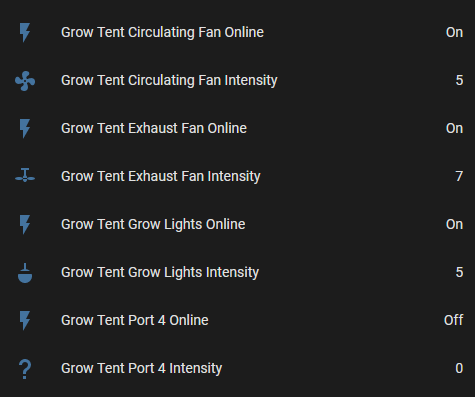 Grow Tent Circulating Fan Online On
Grow Tent Circulating Fan Intensity 5
Grow Tent Exhaust Fan Online On
Grow Tent Exhaust Fan Intensity 7
Grow Tent Grow Lights Online On
Grow Tent Grow Lights Intensity 5
Grow Tent Port 4 Online Off
Grow Tent Port 4 Intensity 0